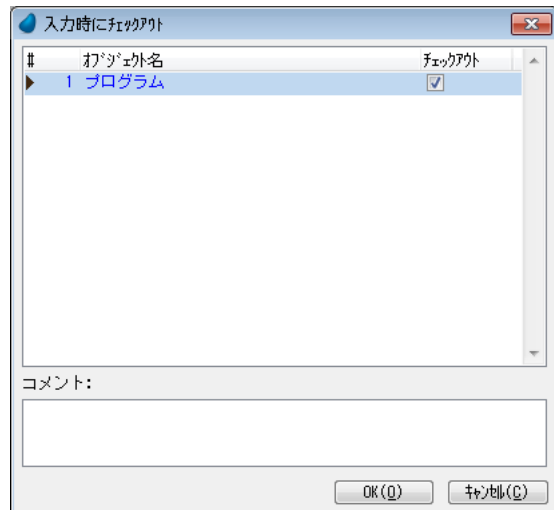 入力時にﾁｪｯｸｱｳﾄ
# ｵﾌﾞｼﾞｪｸﾄ名 ﾁｪｯｸｱｳﾄ
1 プログラム
コメント:
OK(O) ｷｬﾝｾﾙ(C)